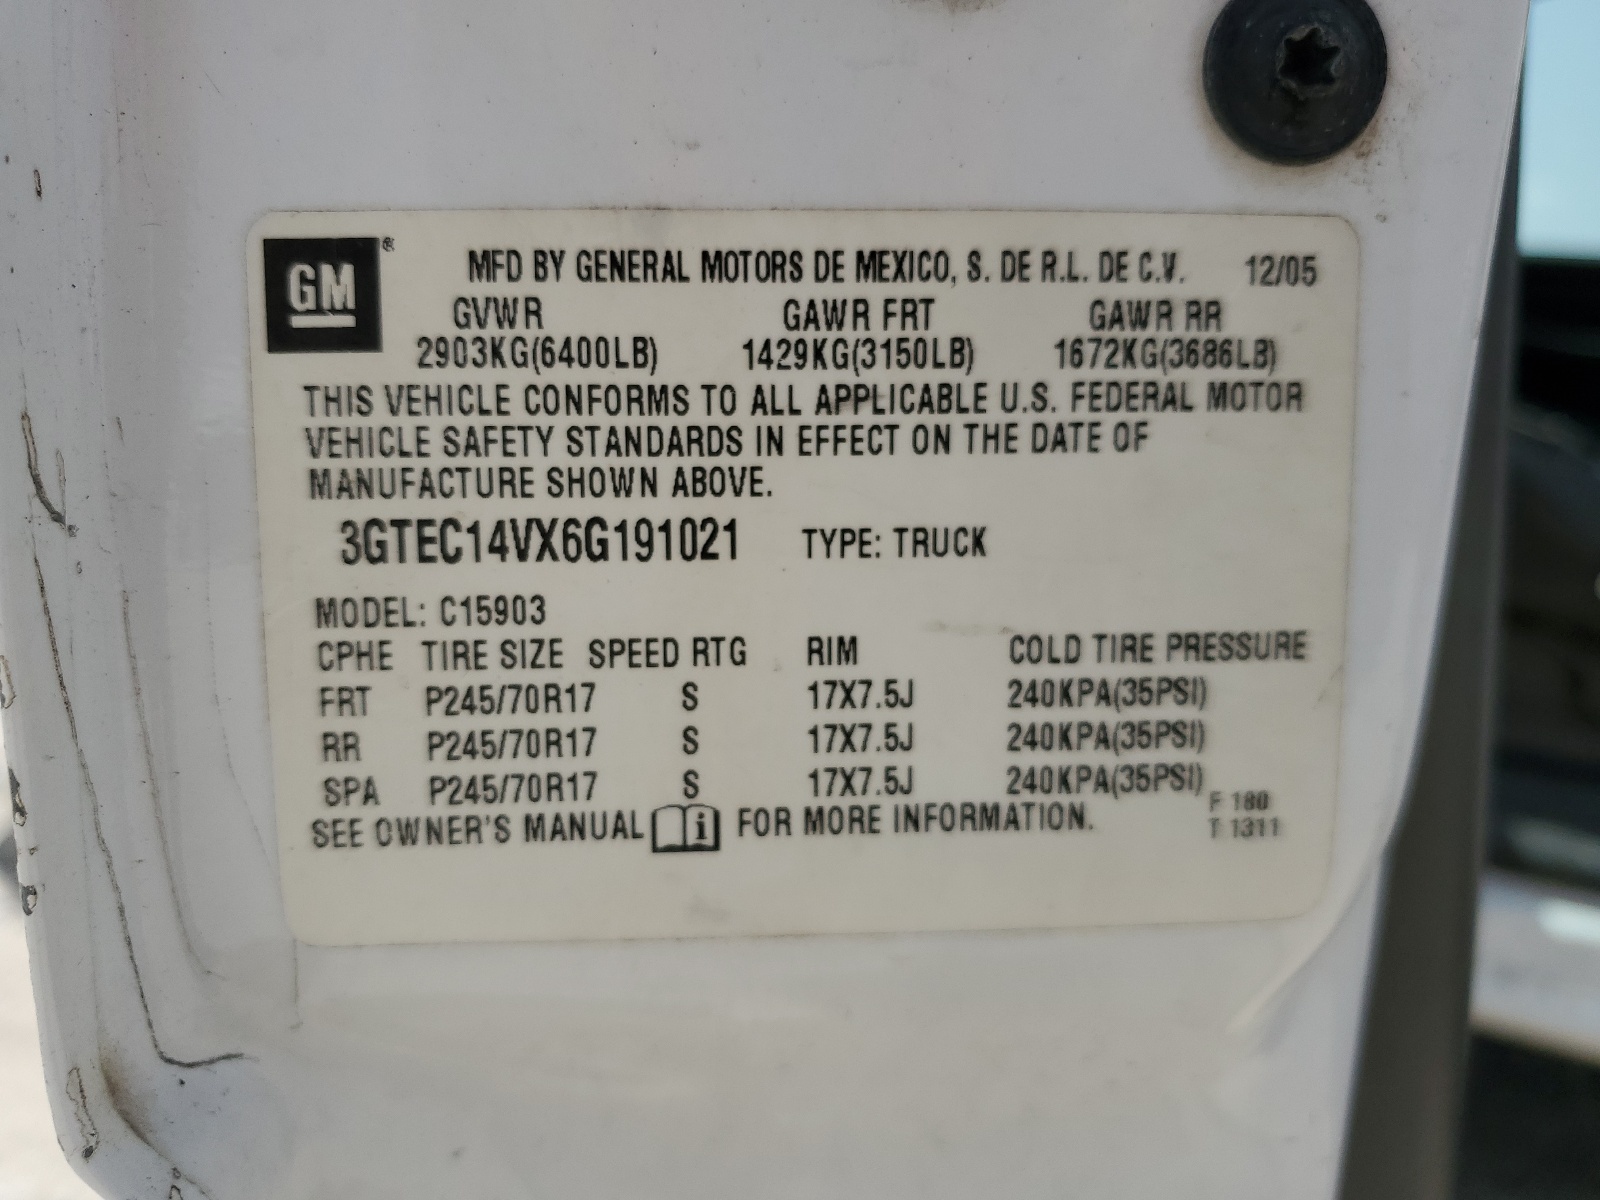 GM ®
MFD BY GENERAL MOTORS DE MEXICO, S. DE R.L. DE C.V. 12/05
GVWR GAWR FRT GAWR RR
2903KG(6400LB) 1429KG(3150LB) 1672KG(3686LB)
THIS VEHICLE CONFORMS TO ALL APPLICABLE U.S. FEDERAL MOTOR
VEHICLE SAFETY STANDARDS IN EFFECT ON THE DATE OF
MANUFACTURE SHOWN ABOVE.
3GTEC14VX6G191021 TYPE: TRUCK
MODEL: C15903
CPHE TIRE SIZE SPEED RTG RIM COLD TIRE PRESSURE
FRT P245/70R17 S 17X7.5J 240KPA(35PSI)
RR P245/70R17 S 17X7.5J 240KPA(35PSI)
SPA P245/70R17 S 17X7.5J 240KPA(35PSI)
SEE OWNER'S MANUAL i FOR MORE INFORMATION.
F 180
T 1311